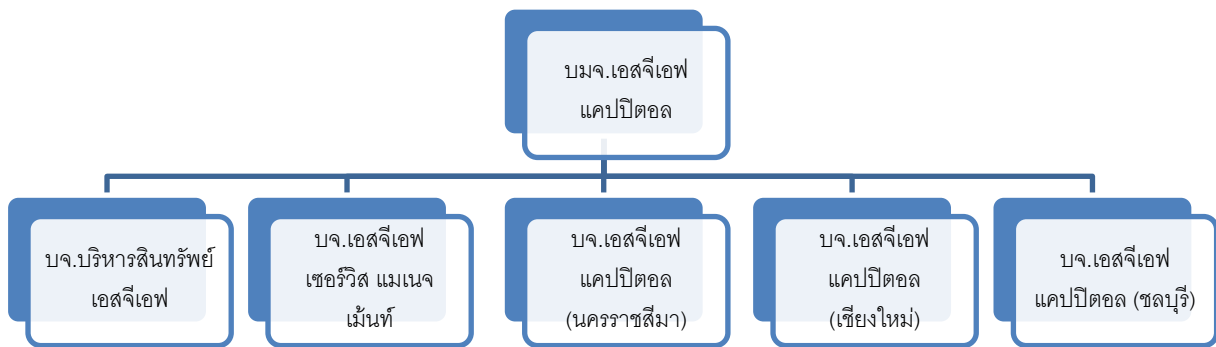 บมจ.เอสจีเอฟ
แคปปิตอล
บจ.บริหารสินทรัพย์
เอสจีเอฟ
บจ.เอสจีเอฟ
เซอร์วิส แมเนจ
เม้นท์
บจ.เอสจีเอฟ
แคปปิตอล
(นครราชสีมา)
บจ.เอสจีเอฟ
แคปปิตอล
(เชียงใหม่)
บจ.เอสจีเอฟ
แคปปิตอล (ชลบุรี)